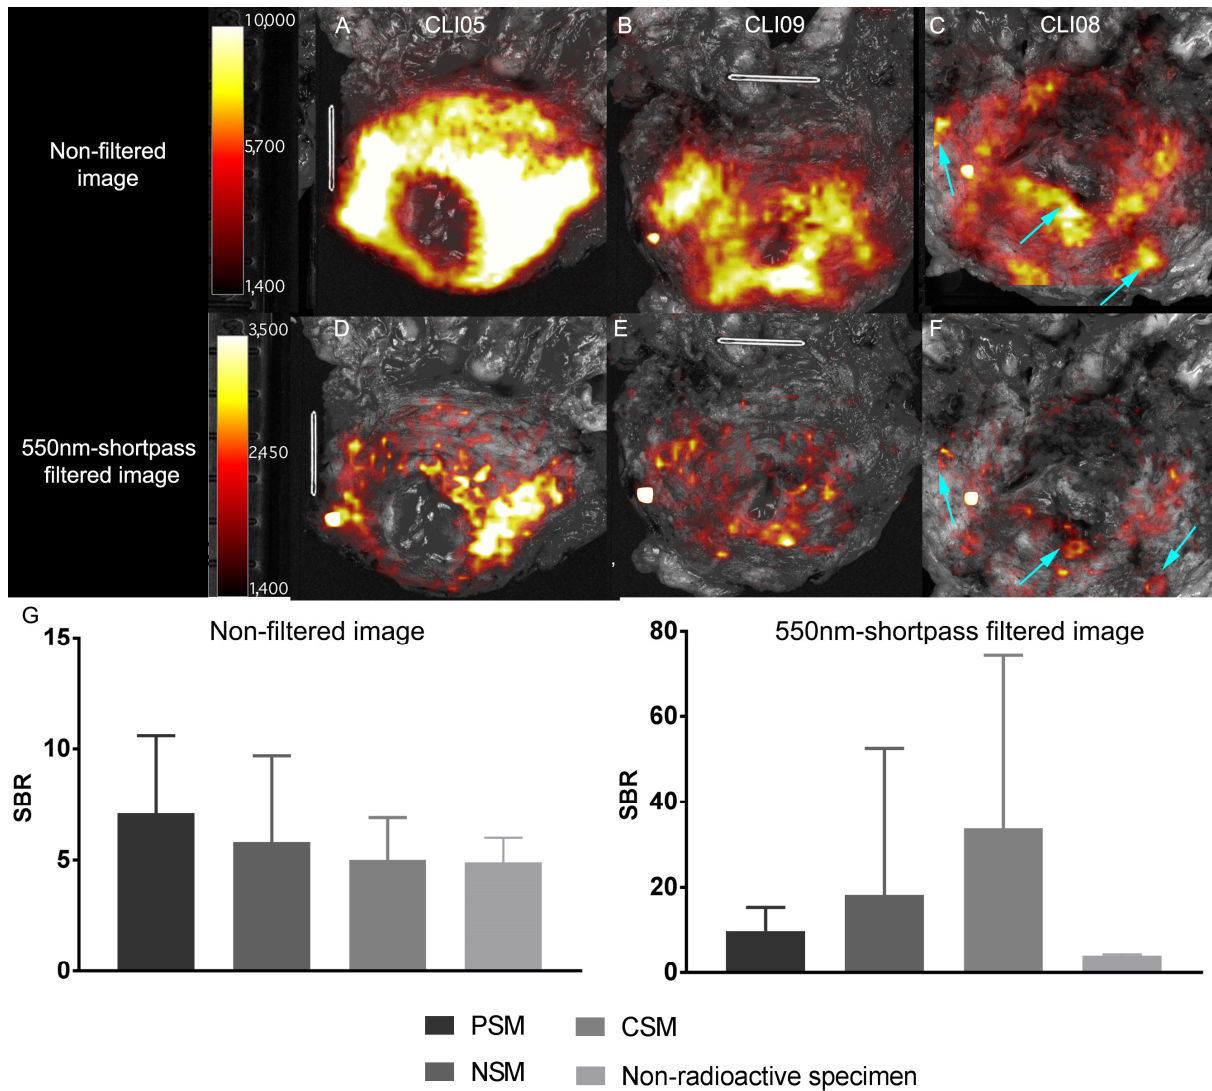 10,000
A
CLI05
B
CLI09
C
CLI08
Non-filtered
image
5,700
1,400
3,500
D
E
F
550nm-shortpass
filtered image
2,450
1,400
,
G
Non-filtered image
15
10
5
0
SBR
550nm-shortpass filtered image
80
60
40
20
0
SBR
PSM
CSM
NSM
Non-radioactive specimen